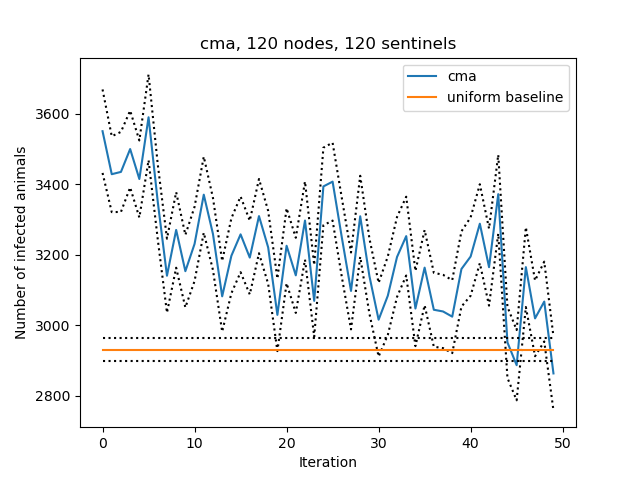 cma, 120 nodes, 120 sentinels
cma
uniform baseline
Number of infected animals
3600
3400
3200
3000
2800
0 10 20 30 40 50
Iteration